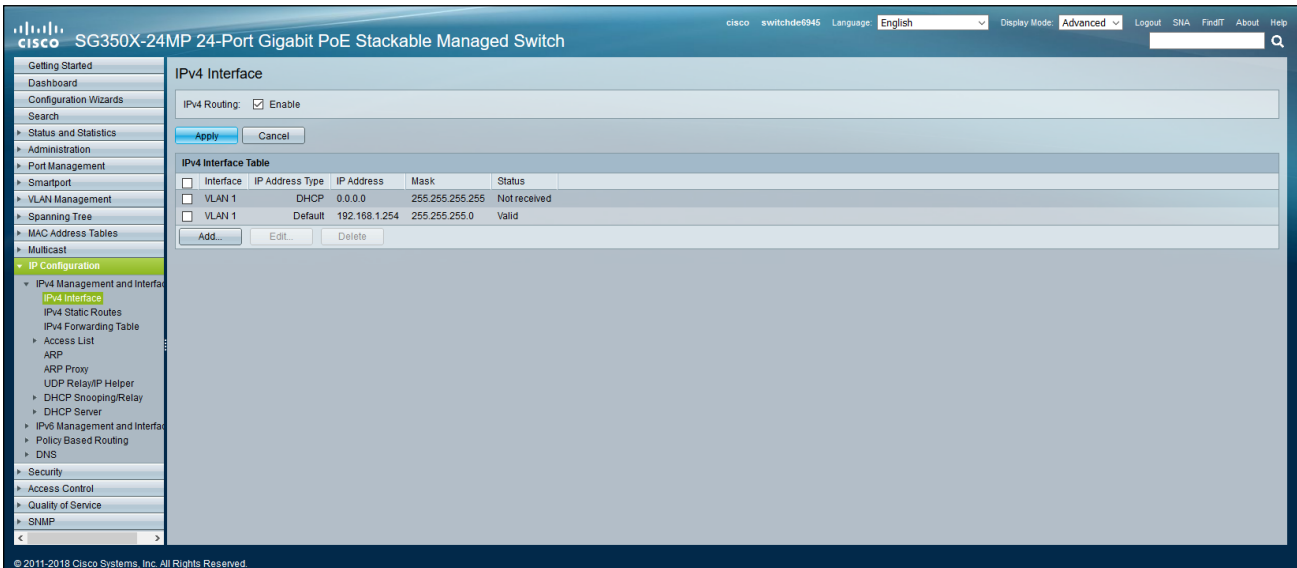 cisco switchde6945 Language: English Display Mode: Advanced Logout SNA FindIT About Help
CISCO SG350X-24MP 24-Port Gigabit PoE Stackable Managed Switch
Getting Started
Dashboard
Configuration Wizards
Search
Status and Statistics
Administration
Port Management
Smartport
VLAN Management
Spanning Tree
MAC Address Tables
Multicast
IP Configuration
IPv4 Management and Interfac
IPv4 Interface
IPv4 Static Routes
IPv4 Forwarding Table
Access List
ARP
ARP Proxy
UDP Relay/IP Helper
DHCP Snooping/Relay
DHCP Server
IPv6 Management and Interfac
Policy Based Routing
DNS
Security
Access Control
Quality of Service
SNMP
IPv4 Interface
IPv4 Routing: Enable
Apply Cancel
IPv4 Interface Table
Interface IP Address Type IP Address Mask Status
VLAN 1 DHCP 0.0.0.0 255.255.255.255 Not received
VLAN 1 Default 192.168.1.254 255.255.255.0 Valid
Add... Edit... Delete
© 2011-2018 Cisco Systems, Inc. All Rights Reserved.